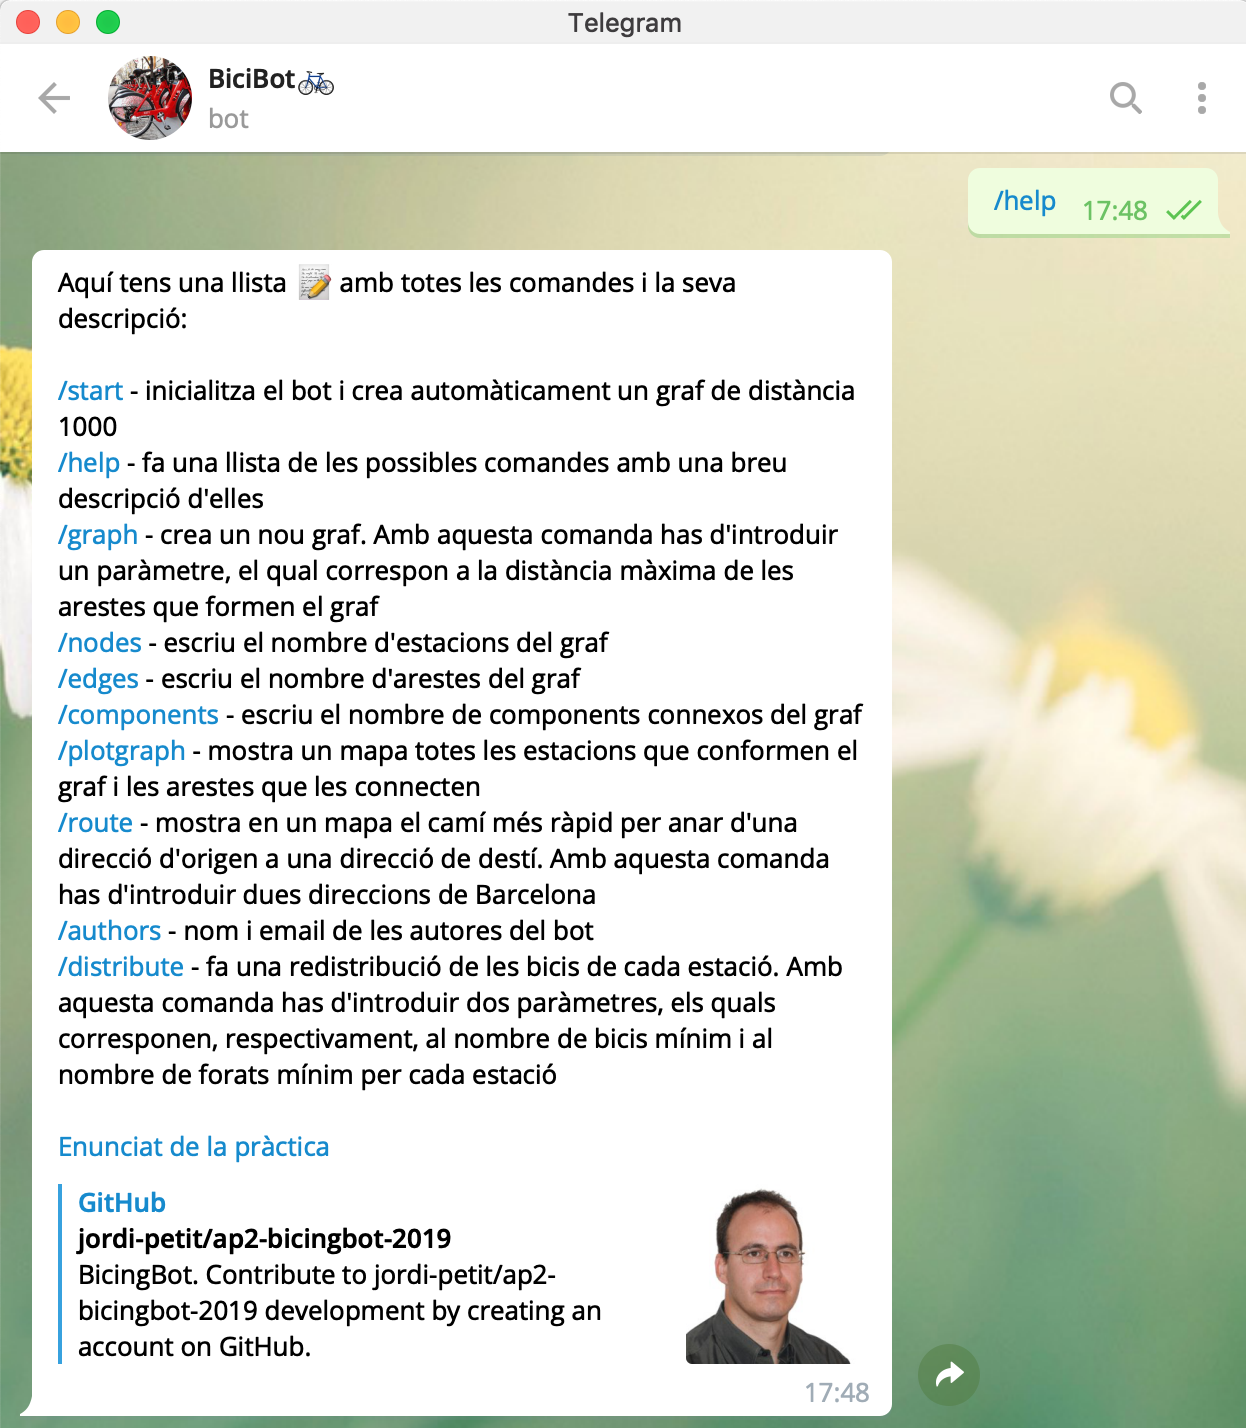 Telegram
BiciBot🚲
bot
/help 17:48
Aquí tens una llista 📝 amb totes les comandes i la seva
descripció:
/start - inicialitza el bot i crea automàticament un graf de distància
1000
/help - fa una llista de les possibles comandes amb una breu
descripció d'elles
/graph - crea un nou graf. Amb aquesta comanda has d'introduir
un paràmetre, el qual correspon a la distància màxima de les
arestes que formen el graf
/nodes - escriu el nombre d'estacions del graf
/edges - escriu el nombre d'arestes del graf
/components - escriu el nombre de components connexos del graf
/plotgraph - mostra un mapa totes les estacions que conformen el
graf i les arestes que les connecten
/route - mostra en un mapa el camí més ràpid per anar d'una
direcció d'origen a una direcció de destí. Amb aquesta comanda
has d'introduir dues direccions de Barcelona
/authors - nom i email de les autores del bot
/distribute - fa una redistribució de les bicis de cada estació. Amb
aquesta comanda has d'introduir dos paràmetres, els quals
corresponen, respectivament, al nombre de bicis mínim i al
nombre de forats mínim per cada estació
Enunciat de la pràctica
GitHub
jordi-petit/ap2-bicingbot-2019
BicingBot. Contribute to jordi-petit/ap2-
bicingbot-2019 development by creating an
account on GitHub.
17:48